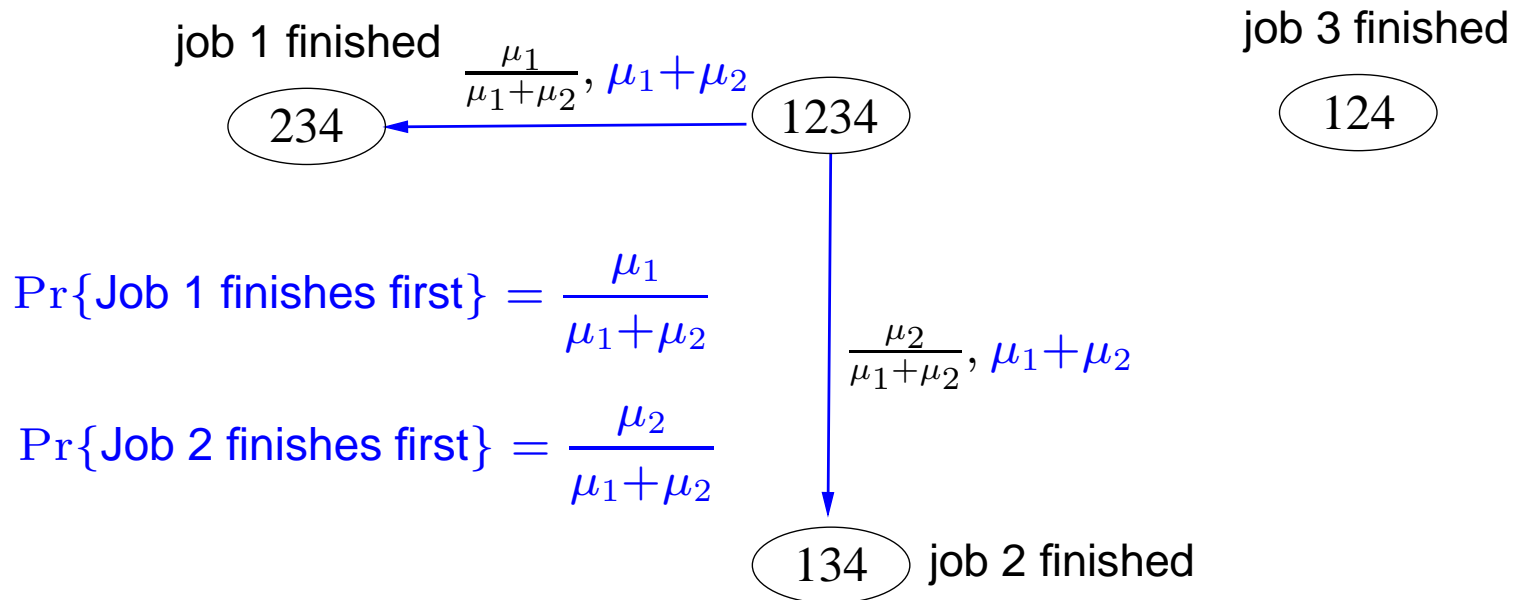 job 1 finished
job 3 finished
μ₁/(μ₁+μ₂), μ₁+μ₂
234
1234
124
Pr{Job 1 finishes first} = μ₁/(μ₁+μ₂)
μ₂/(μ₁+μ₂), μ₁+μ₂
Pr{Job 2 finishes first} = μ₂/(μ₁+μ₂)
134
job 2 finished